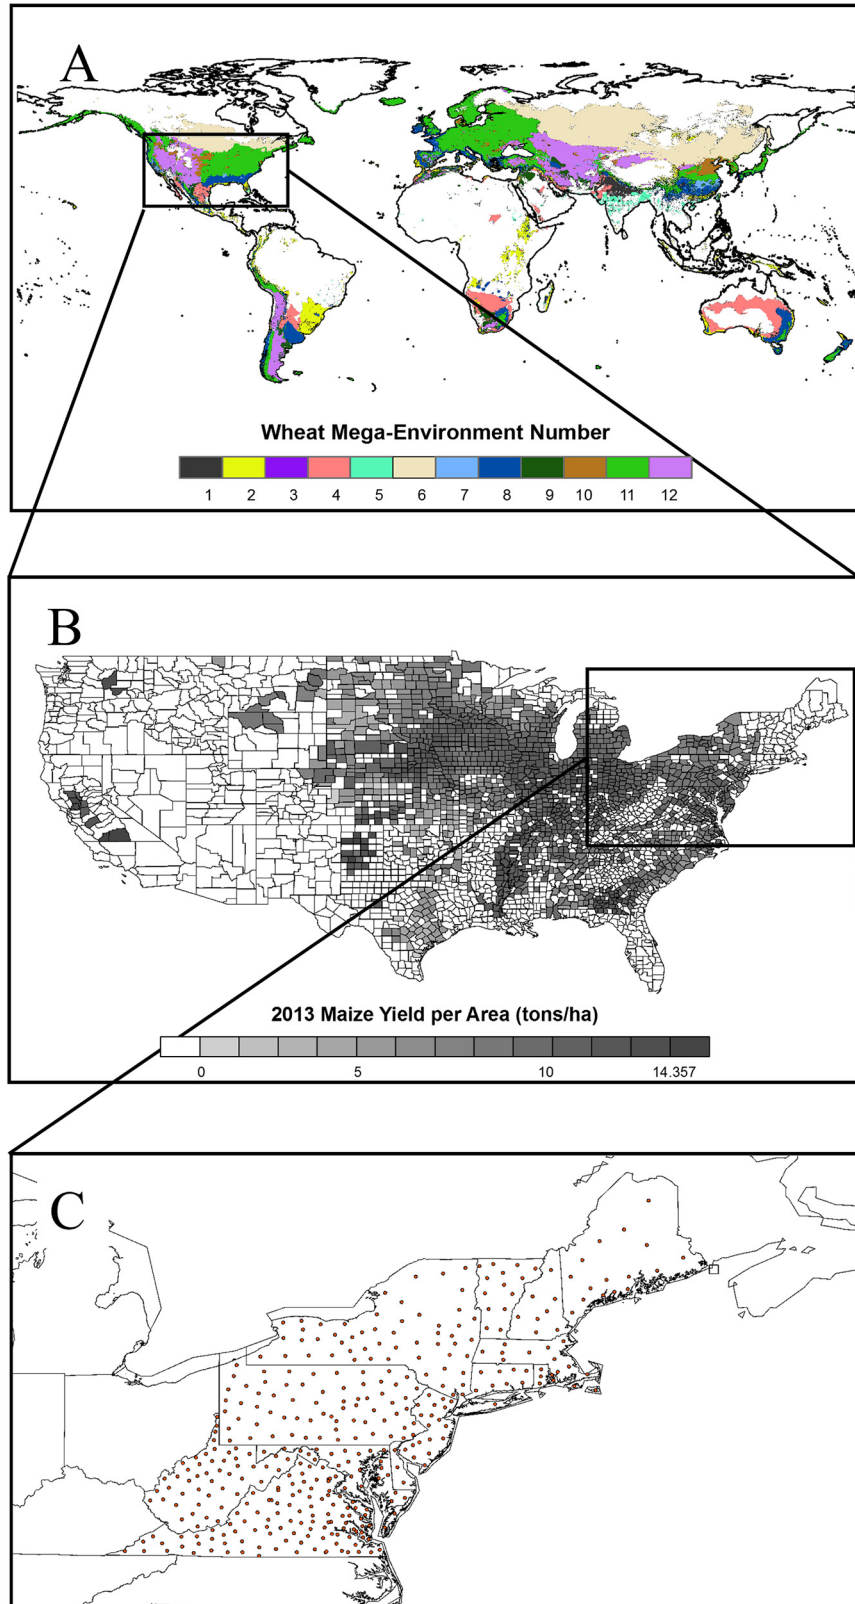 A
Wheat Mega-Environment Number
1 2 3 4 5 6 7 8 9 10 11 12
B
2013 Maize Yield per Area (tons/ha)
0 5 10 14.357
C